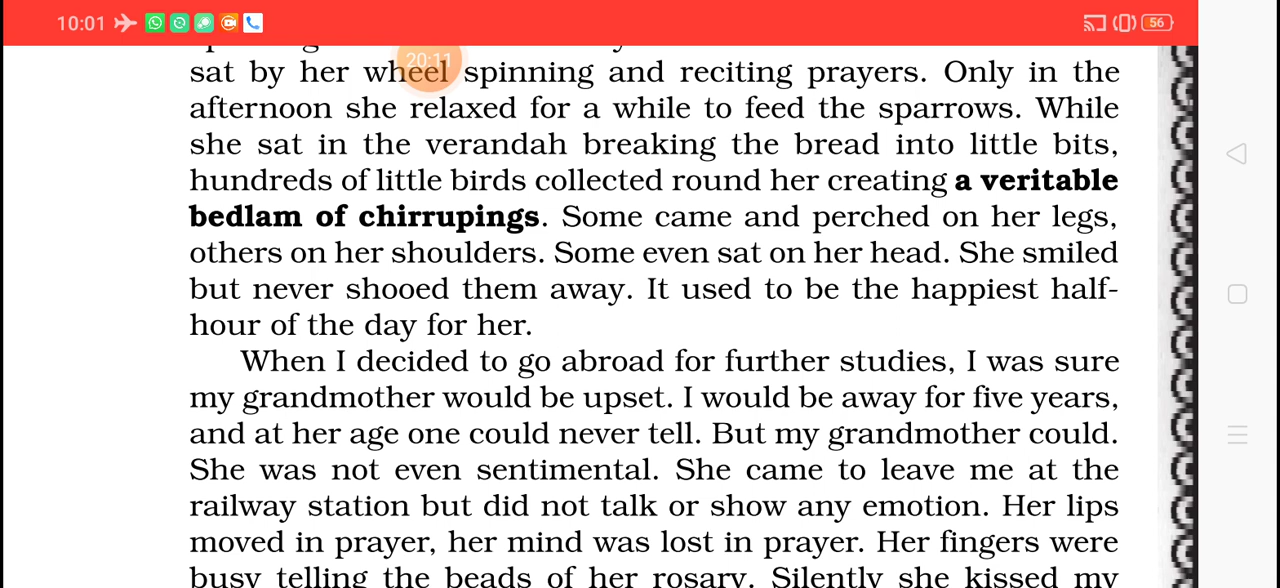 10:01
56
20:11
sat by her wheel spinning and reciting prayers. Only in the
afternoon she relaxed for a while to feed the sparrows. While
she sat in the verandah breaking the bread into little bits,
hundreds of little birds collected round her creating a veritable
bedlam of chirrupings. Some came and perched on her legs,
others on her shoulders. Some even sat on her head. She smiled
but never shooed them away. It used to be the happiest half-
hour of the day for her.
When I decided to go abroad for further studies, I was sure
my grandmother would be upset. I would be away for five years,
and at her age one could never tell. But my grandmother could.
She was not even sentimental. She came to leave me at the
railway station but did not talk or show any emotion. Her lips
moved in prayer, her mind was lost in prayer. Her fingers were
busy telling the beads of her rosary. Silently she kissed my